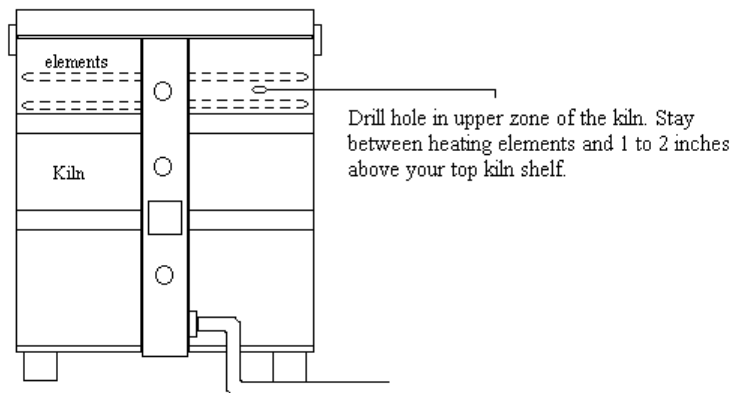 elements
Drill hole in upper zone of the kiln. Stay
between heating elements and 1 to 2 inches
above your top kiln shelf.
Kiln